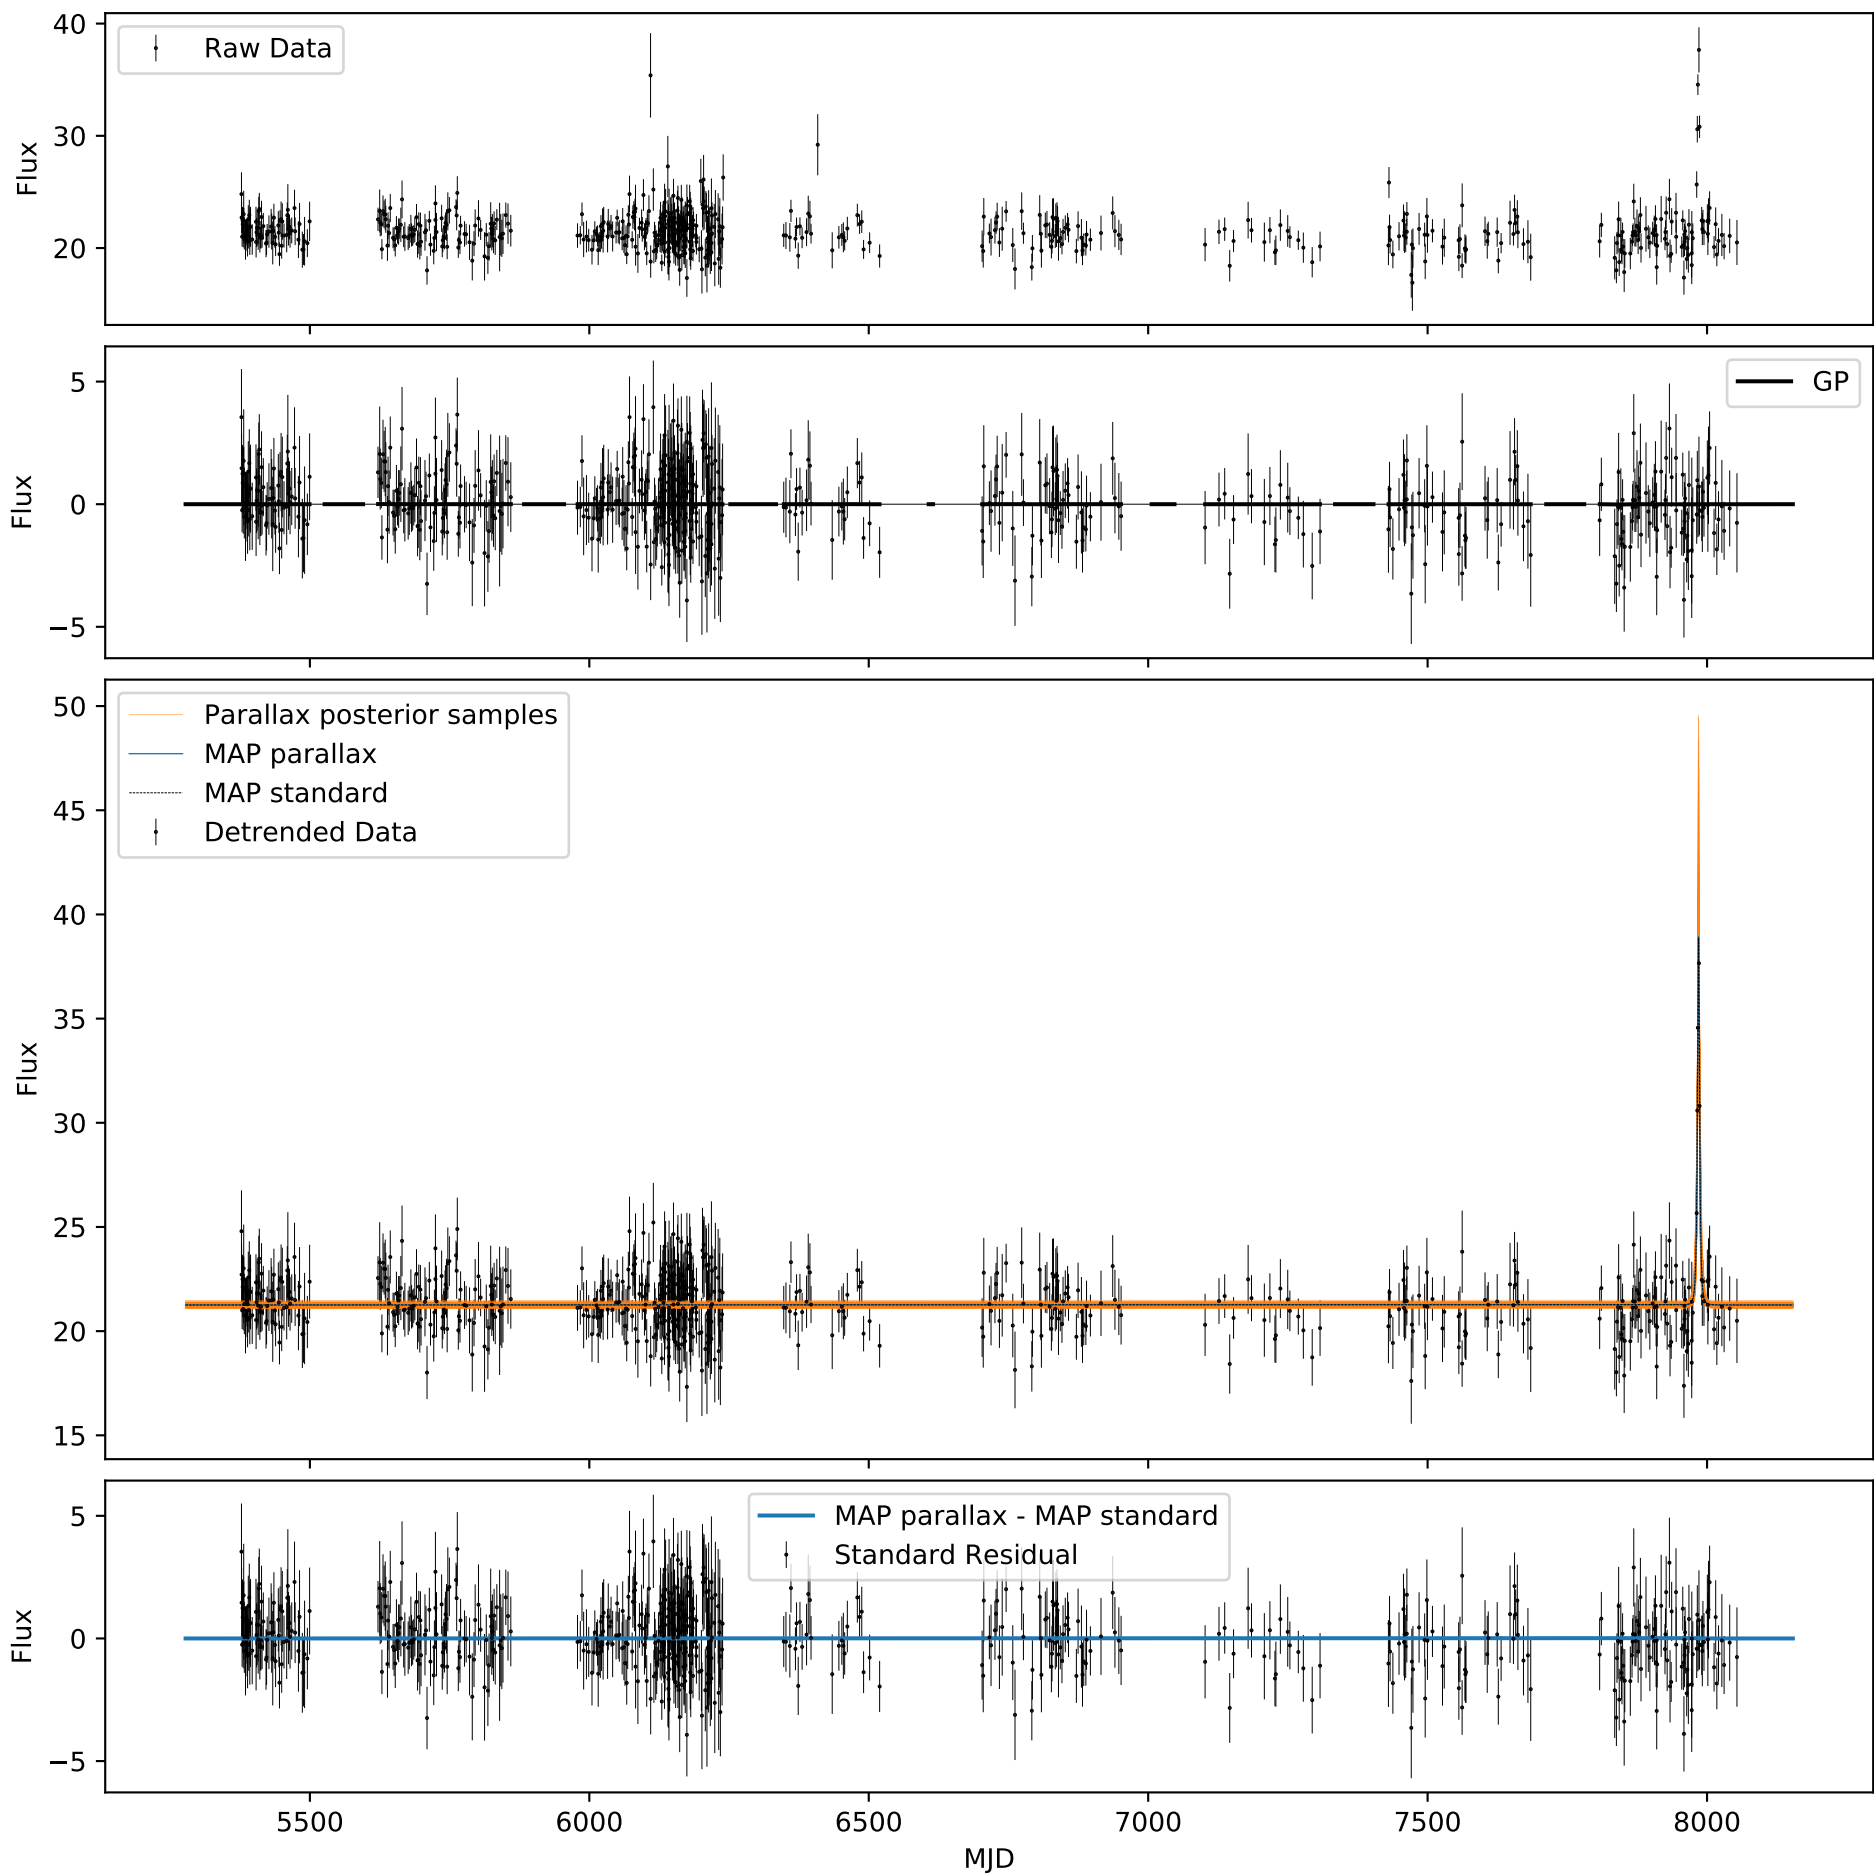 40
30
20
Flux
Raw Data
5
0
−5
Flux
GP
50
45
40
35
30
25
20
15
Flux
Parallax posterior samples
MAP parallax
MAP standard
Detrended Data
5
0
−5
Flux
MAP parallax - MAP standard
Standard Residual
5500 6000 6500 7000 7500 8000
MJD